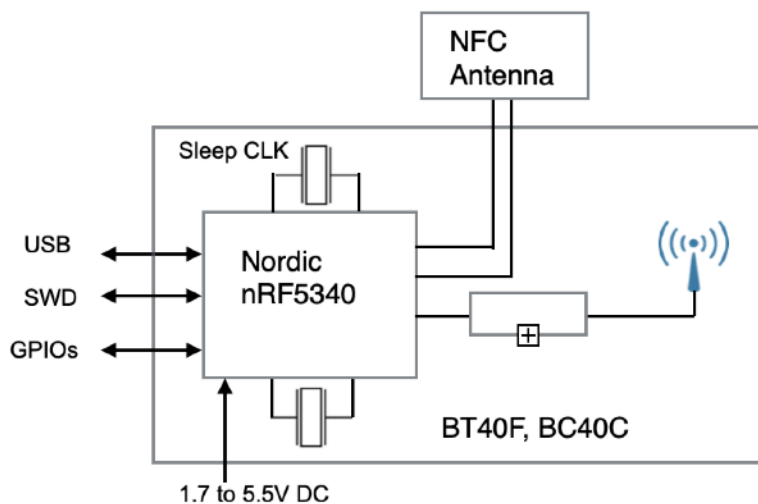 NFC
Antenna
Sleep CLK
USB
SWD
GPIOs
Nordic
nRF5340
BT40F, BC40C
1.7 to 5.5V DC